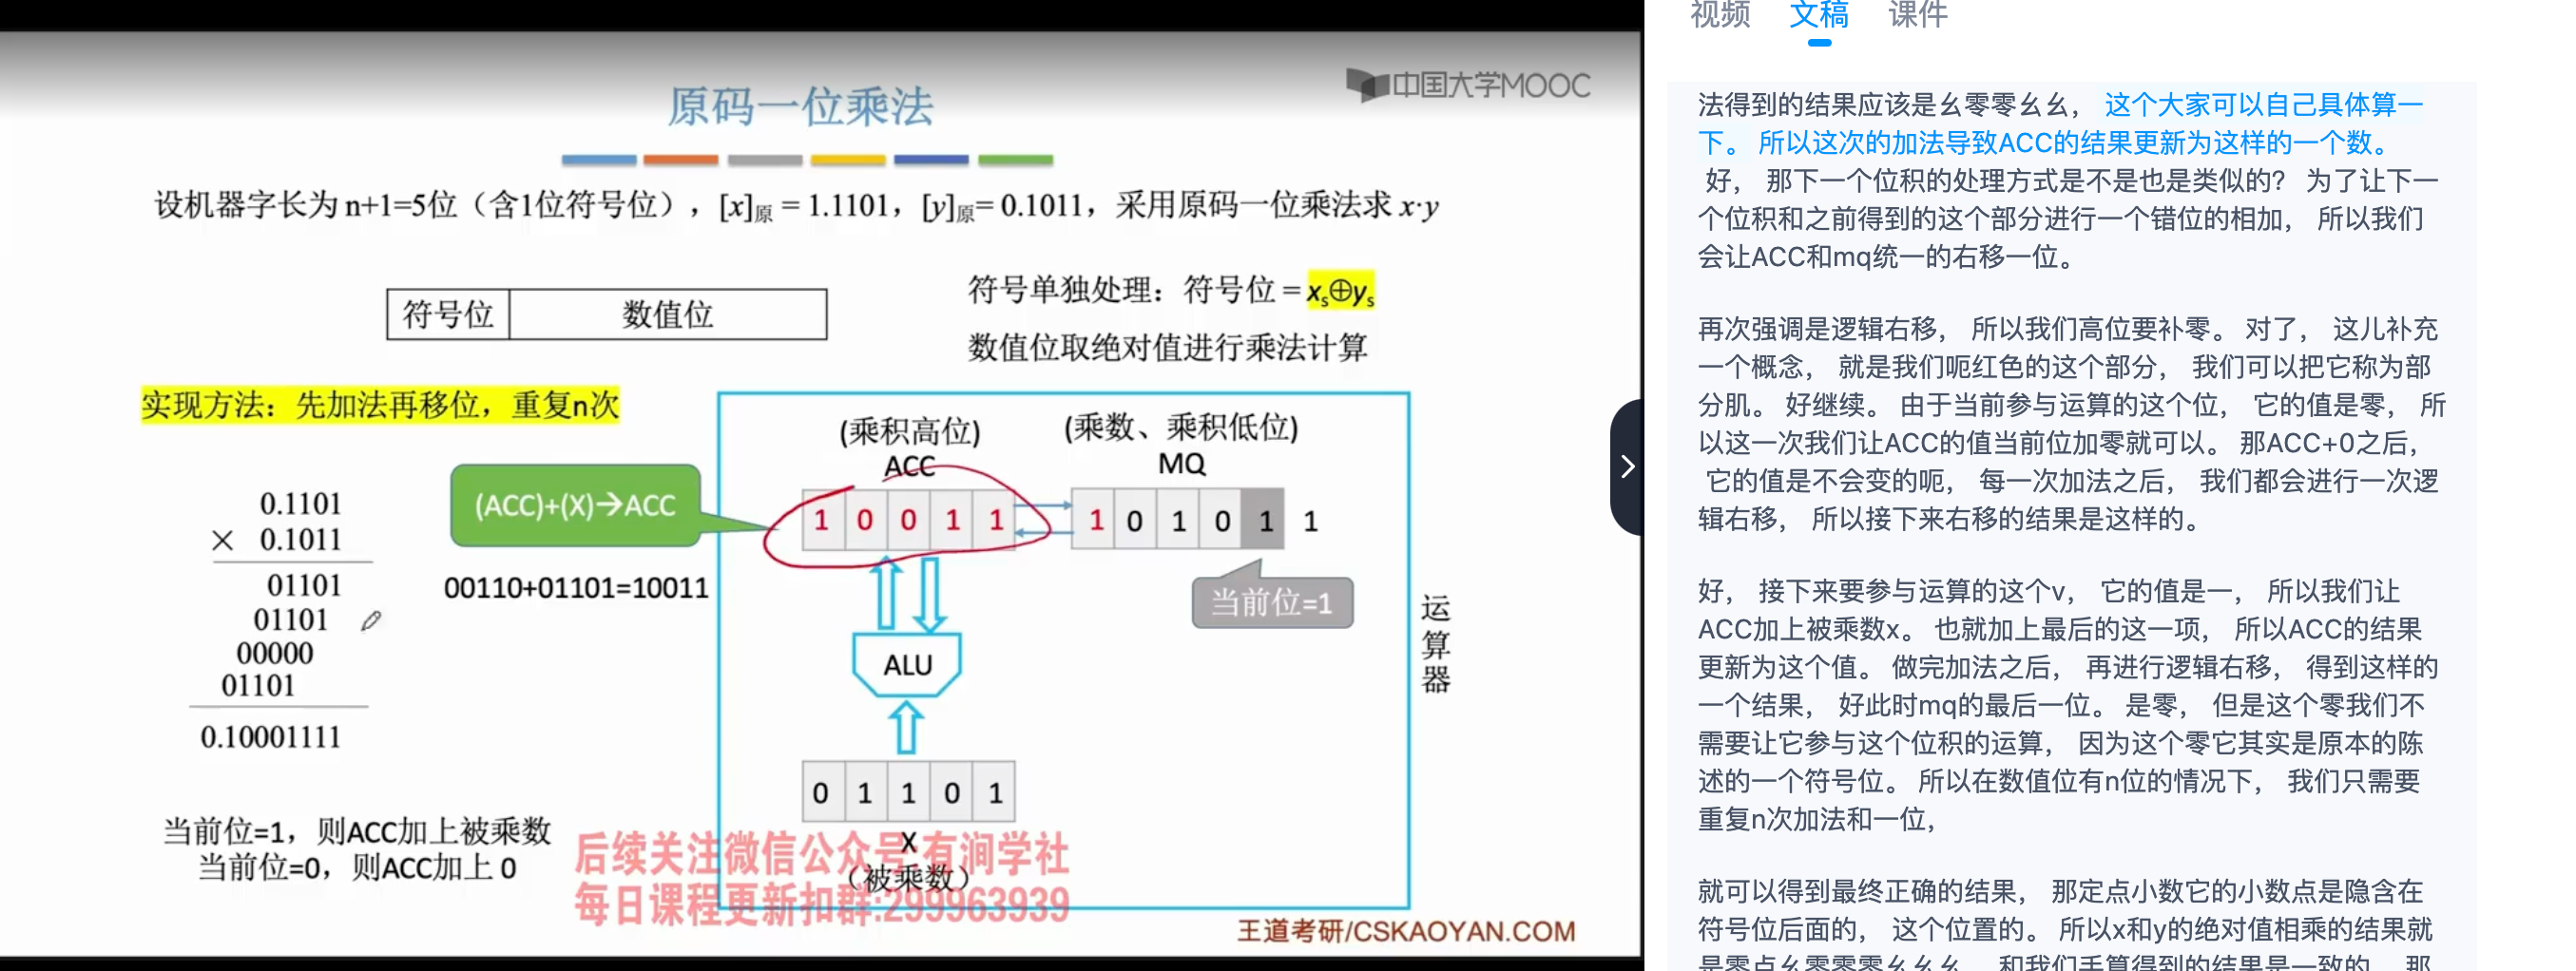 中国大学MOOC
原码一位乘法
设机器字长为 n+1=5位（含1位符号位），[x]原 = 1.1101，[y]原= 0.1011，采用原码一位乘法求 x·y
符号位 数值位
符号单独处理：符号位 = xs⊕ys
数值位取绝对值进行乘法计算
实现方法：先加法再移位，重复n次
0.1101
× 0.1011
01101
01101
00000
01101
0.10001111
(ACC)+(X)→ACC
00110+01101=10011
当前位=1，则ACC加上被乘数
当前位=0，则ACC加上 0
(乘积高位)
ACC
(乘数、乘积低位)
MQ
1 0 0 1 1
1 0 1 0 1 1
当前位=1
ALU
0 1 1 0 1
X
（被乘数）
运算器
后续关注微信公众号:有涧学社
每日课程更新扣群:299963939
王道考研/CSKAOYAN.COM
视频 文稿 课件
法得到的结果应该是幺零零幺幺， 这个大家可以自己具体算一
下。 所以这次的加法导致ACC的结果更新为这样的一个数。
好， 那下一个位积的处理方式是不是也是类似的？ 为了让下一
个位积和之前得到的这个部分进行一个错位的相加， 所以我们
会让ACC和mq统一的右移一位。
再次强调是逻辑右移， 所以我们高位要补零。 对了， 这儿补充
一个概念， 就是我们呃红色的这个部分， 我们可以把它称为部
分肌。 好继续。 由于当前参与运算的这个位， 它的值是零， 所
以这一次我们让ACC的值当前位加零就可以。 那ACC+0之后，
它的值是不会变的呃， 每一次加法之后， 我们都会进行一次逻
辑右移， 所以接下来右移的结果是这样的。
好， 接下来要参与运算的这个v， 它的值是一， 所以我们让
ACC加上被乘数x。 也就加上最后的这一项， 所以ACC的结果
更新为这个值。 做完加法之后， 再进行逻辑右移， 得到这样的
一个结果， 好此时mq的最后一位。 是零， 但是这个零我们不
需要让它参与这个位积的运算， 因为这个零它其实是原本的陈
述的一个符号位。 所以在数值位有n位的情况下， 我们只需要
重复n次加法和一位，
就可以得到最终正确的结果， 那定点小数它的小数点是隐含在
符号位后面的， 这个位置的。 所以x和y的绝对值相乘的结果就
是零点幺零零零幺幺幺， 和我们手算得到的结果是一致的， 那